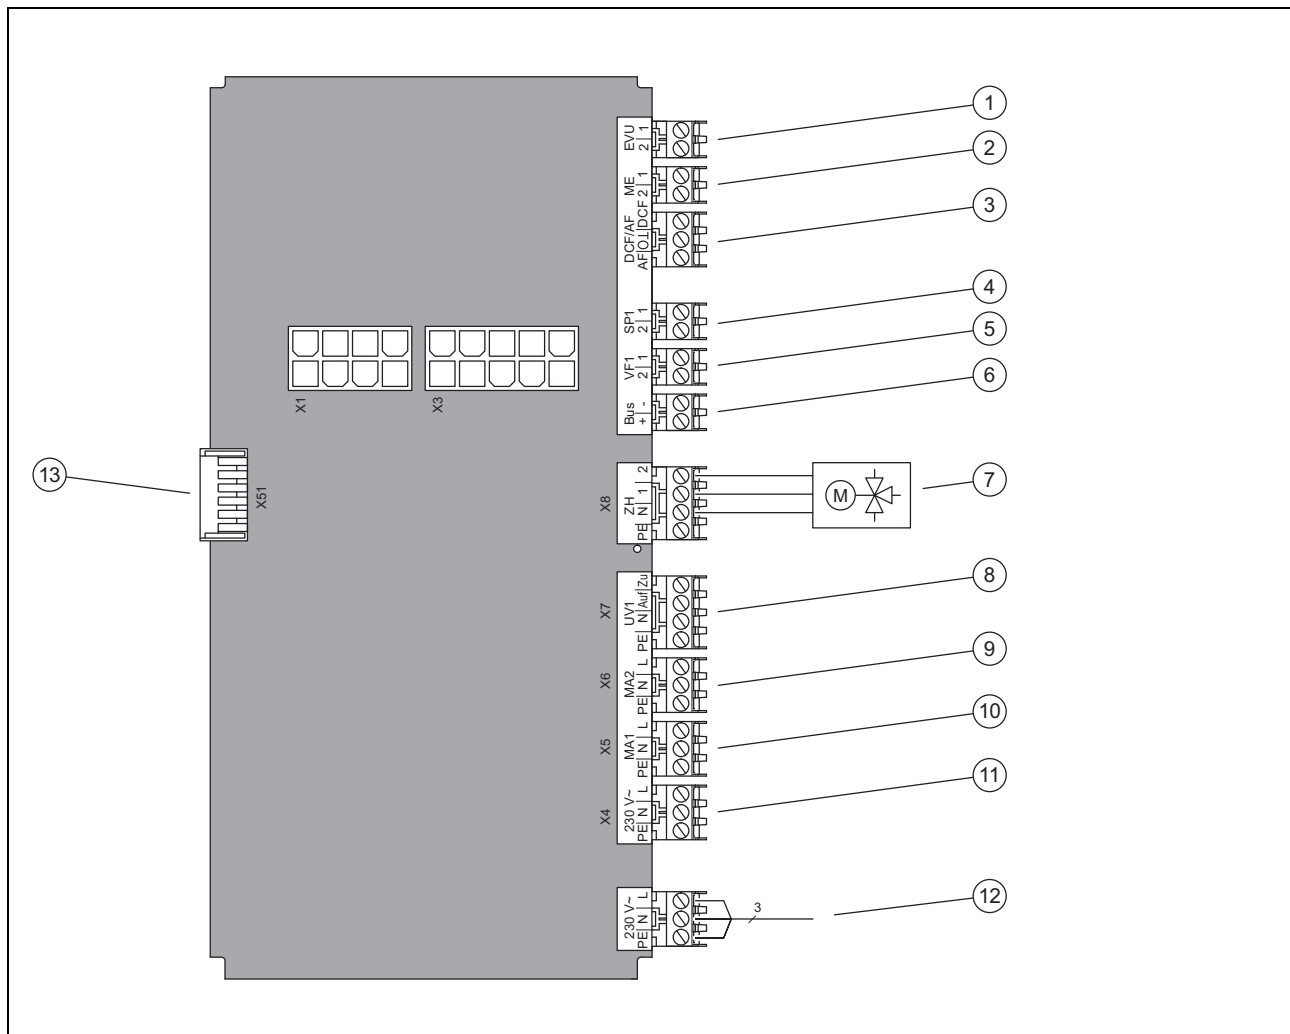 EVU
2 1
1
ME
2 1
2
DCF/AF
AF O⊥ DCF
3
SP1
2 1
4
VF1
2 1
5
Bus
+ -
6
X1
X3
13
X51
X8
ZH
PE N 1 2
M
7
X7
UV1
PE N Auf Zu
8
X6
MA2
PE N L
9
X5
MA1
PE N L
10
X4
230 V~
PE N L
11
230 V~
PE N L
3
12